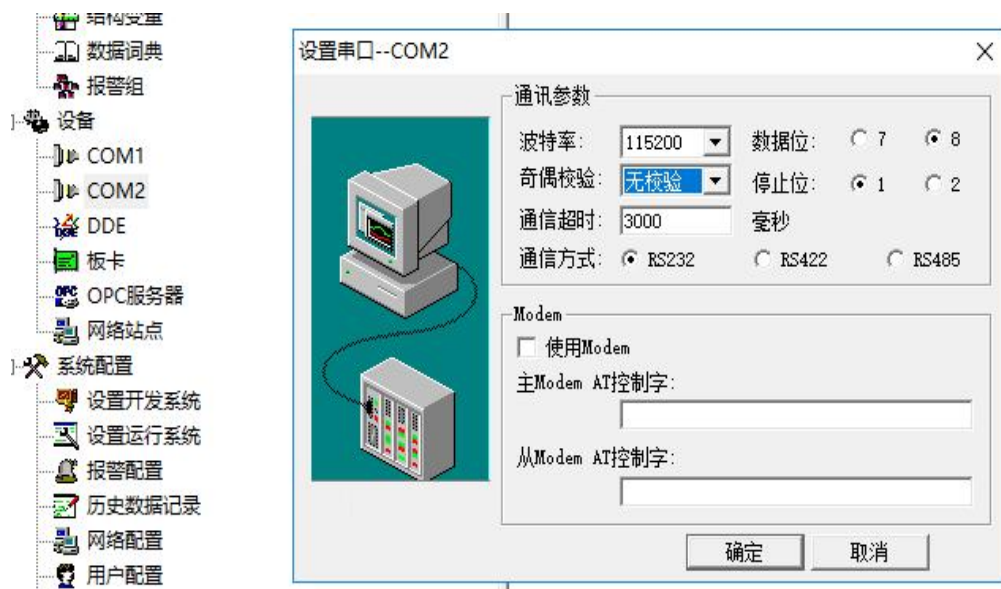 结构变量
数据词典
报警组
设备
COM1
COM2
DDE
板卡
OPC服务器
网络站点
系统配置
设置开发系统
设置运行系统
报警配置
历史数据记录
网络配置
用户配置
设置串口--COM2
通讯参数
波特率: 115200 数据位: 7 8
奇偶校验: 无校验 停止位: 1 2
通信超时: 3000 毫秒
通信方式: RS232 RS422 RS485
Modem
使用Modem
主Modem AT控制字:
从Modem AT控制字:
确定 取消